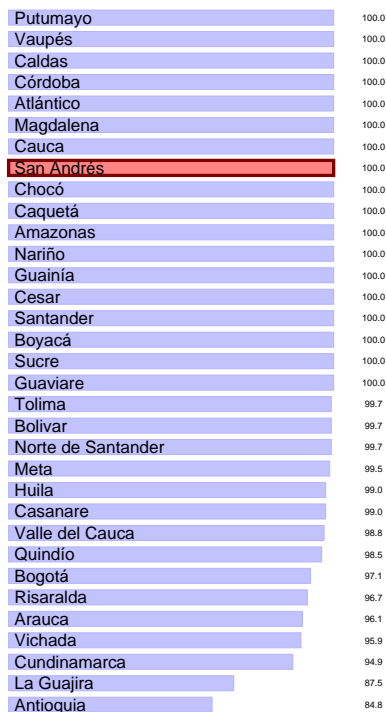 Putumayo 100.0
Vaupés 100.0
Caldas 100.0
Córdoba 100.0
Atlántico 100.0
Magdalena 100.0
Cauca 100.0
San Andrés 100.0
Chocó 100.0
Caquetá 100.0
Amazonas 100.0
Nariño 100.0
Guainía 100.0
Cesar 100.0
Santander 100.0
Boyacá 100.0
Sucre 100.0
Guaviare 100.0
Tolima 99.7
Bolivar 99.7
Norte de Santander 99.7
Meta 99.5
Huila 99.0
Casanare 99.0
Valle del Cauca 98.8
Quindío 98.5
Bogotá 97.1
Risaralda 96.7
Arauca 96.1
Vichada 95.9
Cundinamarca 94.9
La Guajira 87.5
Antioquia 84.8